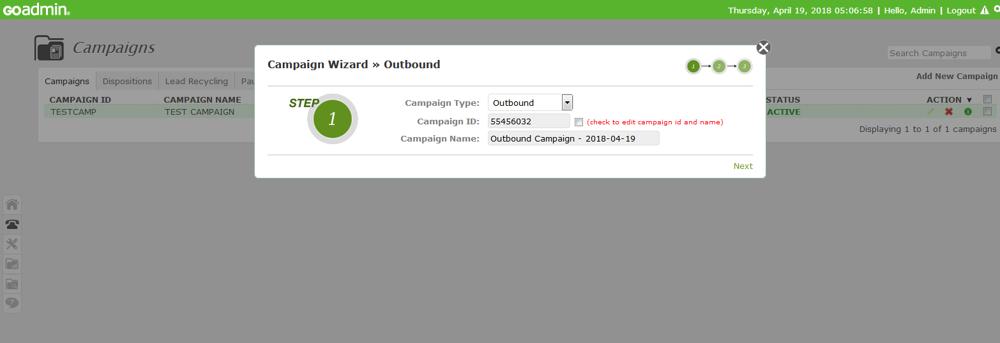 GOadmin®
Thursday, April 19, 2018 05:06:58 | Hello, Admin | Logout
Campaigns
Search Campaigns
Campaign Wizard » Outbound
1 2 3
Campaigns Dispositions Lead Recycling Pau
Add New Campaign
CAMPAIGN ID CAMPAIGN NAME STATUS ACTION
TESTCAMP TEST CAMPAIGN ACTIVE
Displaying 1 to 1 of 1 campaigns
STEP
1
Campaign Type: Outbound
Campaign ID: 55456032 (check to edit campaign id and name)
Campaign Name: Outbound Campaign - 2018-04-19
Next